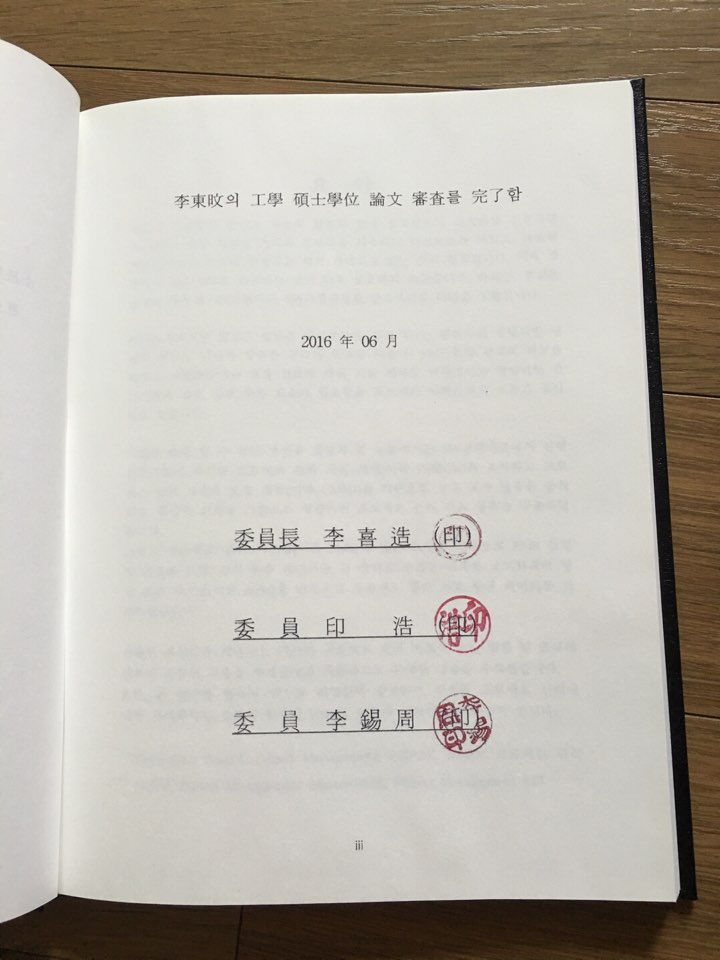 李東旼의 工學 碩士學位 論文 審査를 完了함
2016 年 06 月
委員長 李 喜 造 (印)
委 員 印 浩 (印)
委 員 李 錫 周 (印)
iii